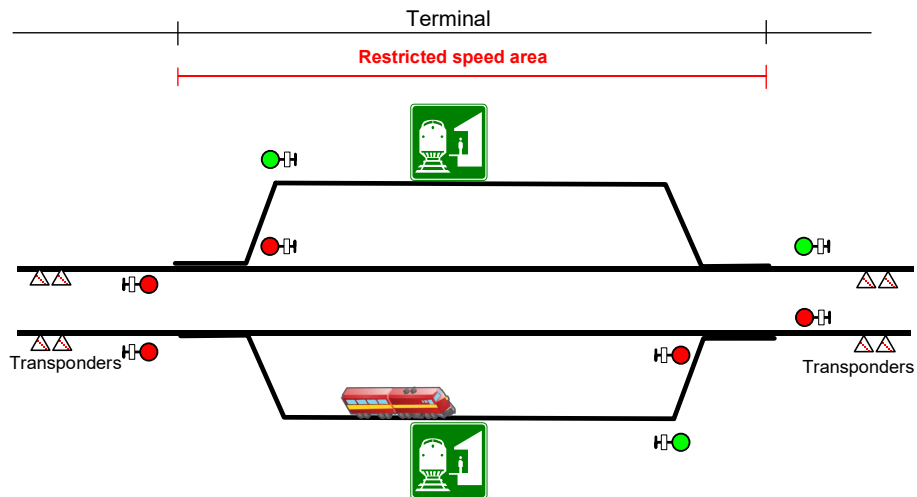 Terminal
Restricted speed area
Transponders
Transponders